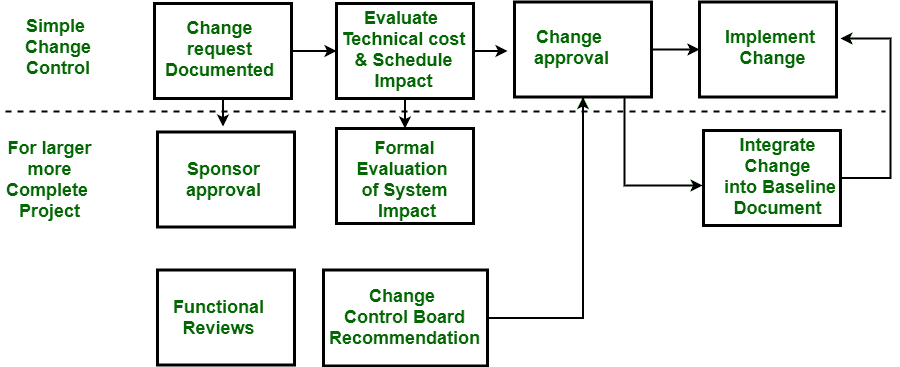 Simple
Change
Control
Change
request
Documented
Evaluate
Technical cost
& Schedule
Impact
Change
approval
Implement
Change
For larger
more
Complete
Project
Sponsor
approval
Formal
Evaluation
of System
Impact
Integrate
Change
into Baseline
Document
Functional
Reviews
Change
Control Board
Recommendation